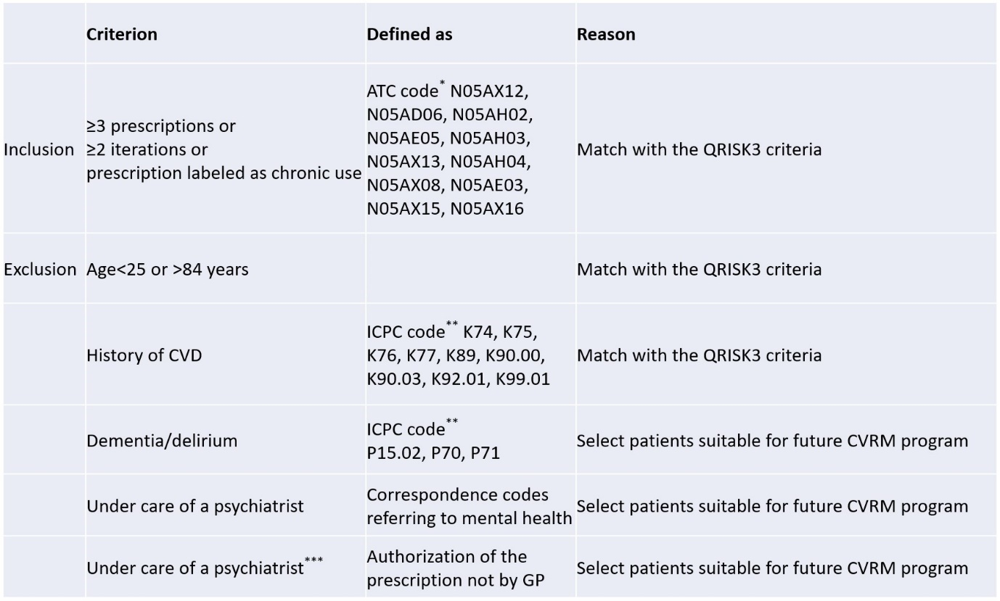 Criterion Defined as Reason
Inclusion
≥3 prescriptions or
≥2 iterations or
prescription labeled as chronic use
ATC code* N05AX12,
N05AD06, N05AH02,
N05AE05, N05AH03,
N05AX13, N05AH04,
N05AX08, N05AE03,
N05AX15, N05AX16
Match with the QRISK3 criteria
Exclusion Age<25 or >84 years Match with the QRISK3 criteria
History of CVD
ICPC code** K74, K75,
K76, K77, K89, K90.00,
K90.03, K92.01, K99.01
Match with the QRISK3 criteria
Dementia/delirium
ICPC code**
P15.02, P70, P71
Select patients suitable for future CVRM program
Under care of a psychiatrist
Correspondence codes
referring to mental health
Select patients suitable for future CVRM program
Under care of a psychiatrist***
Authorization of the
prescription not by GP
Select patients suitable for future CVRM program